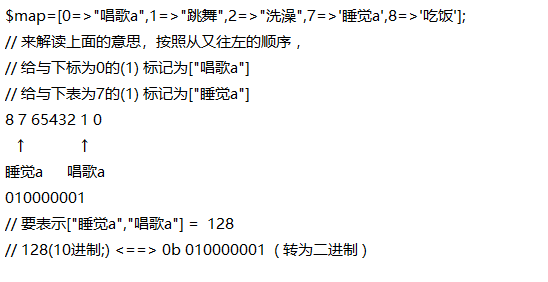 $map=[0=>"唱歌a",1=>"跳舞",2=>"洗澡",7=>'睡觉a',8=>'吃饭'];
// 来解读上面的意思，按照从又往左的顺序，
// 给与下标为0的(1) 标记为["唱歌a"]
// 给与下表为7的(1) 标记为["睡觉a"]
8 7 65432 1 0
↑ ↑
睡觉a 唱歌a
010000001
// 要表示["睡觉a","唱歌a"] = 128
// 128(10进制;) <==> 0b 010000001（ 转为二进制 ）